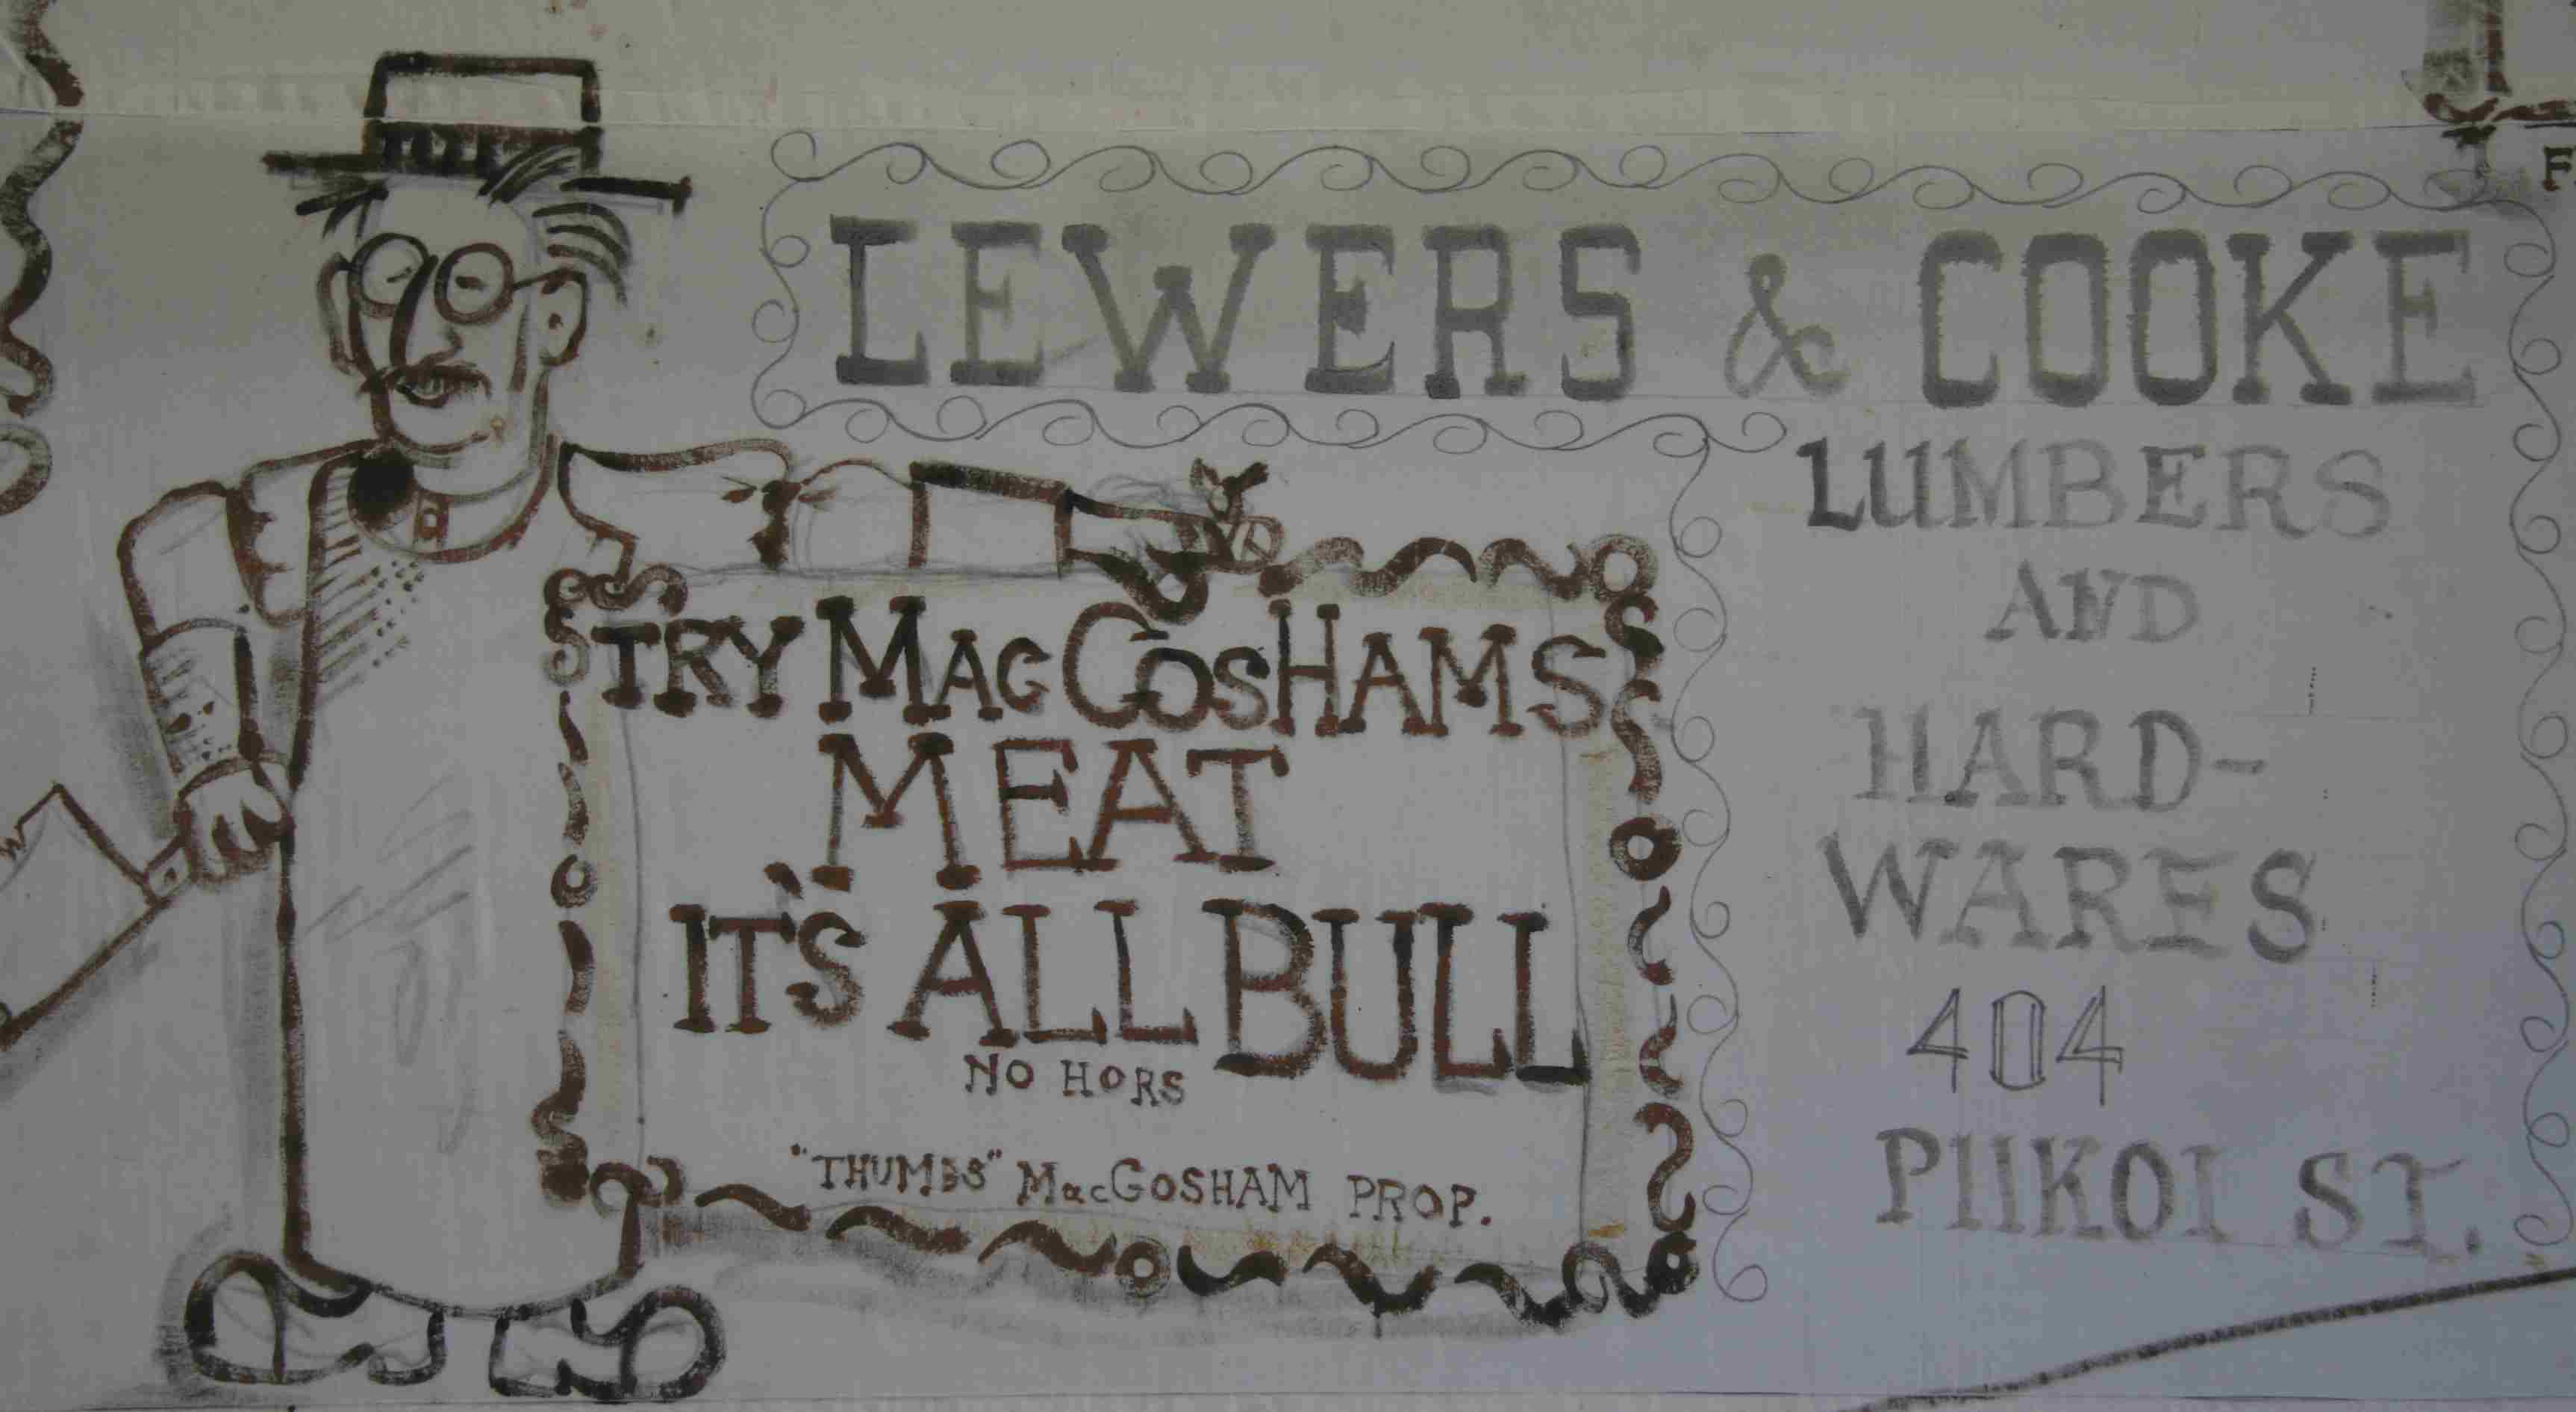 LEWERS & COOKE
LUMBERS
AND
HARD-
WARES
404
PIIKOI ST.
TRY MACGOSHAMS
MEAT
IT'S ALL BULL
NO HORS
"THUMBS" MacGOSHAM PROP.
F